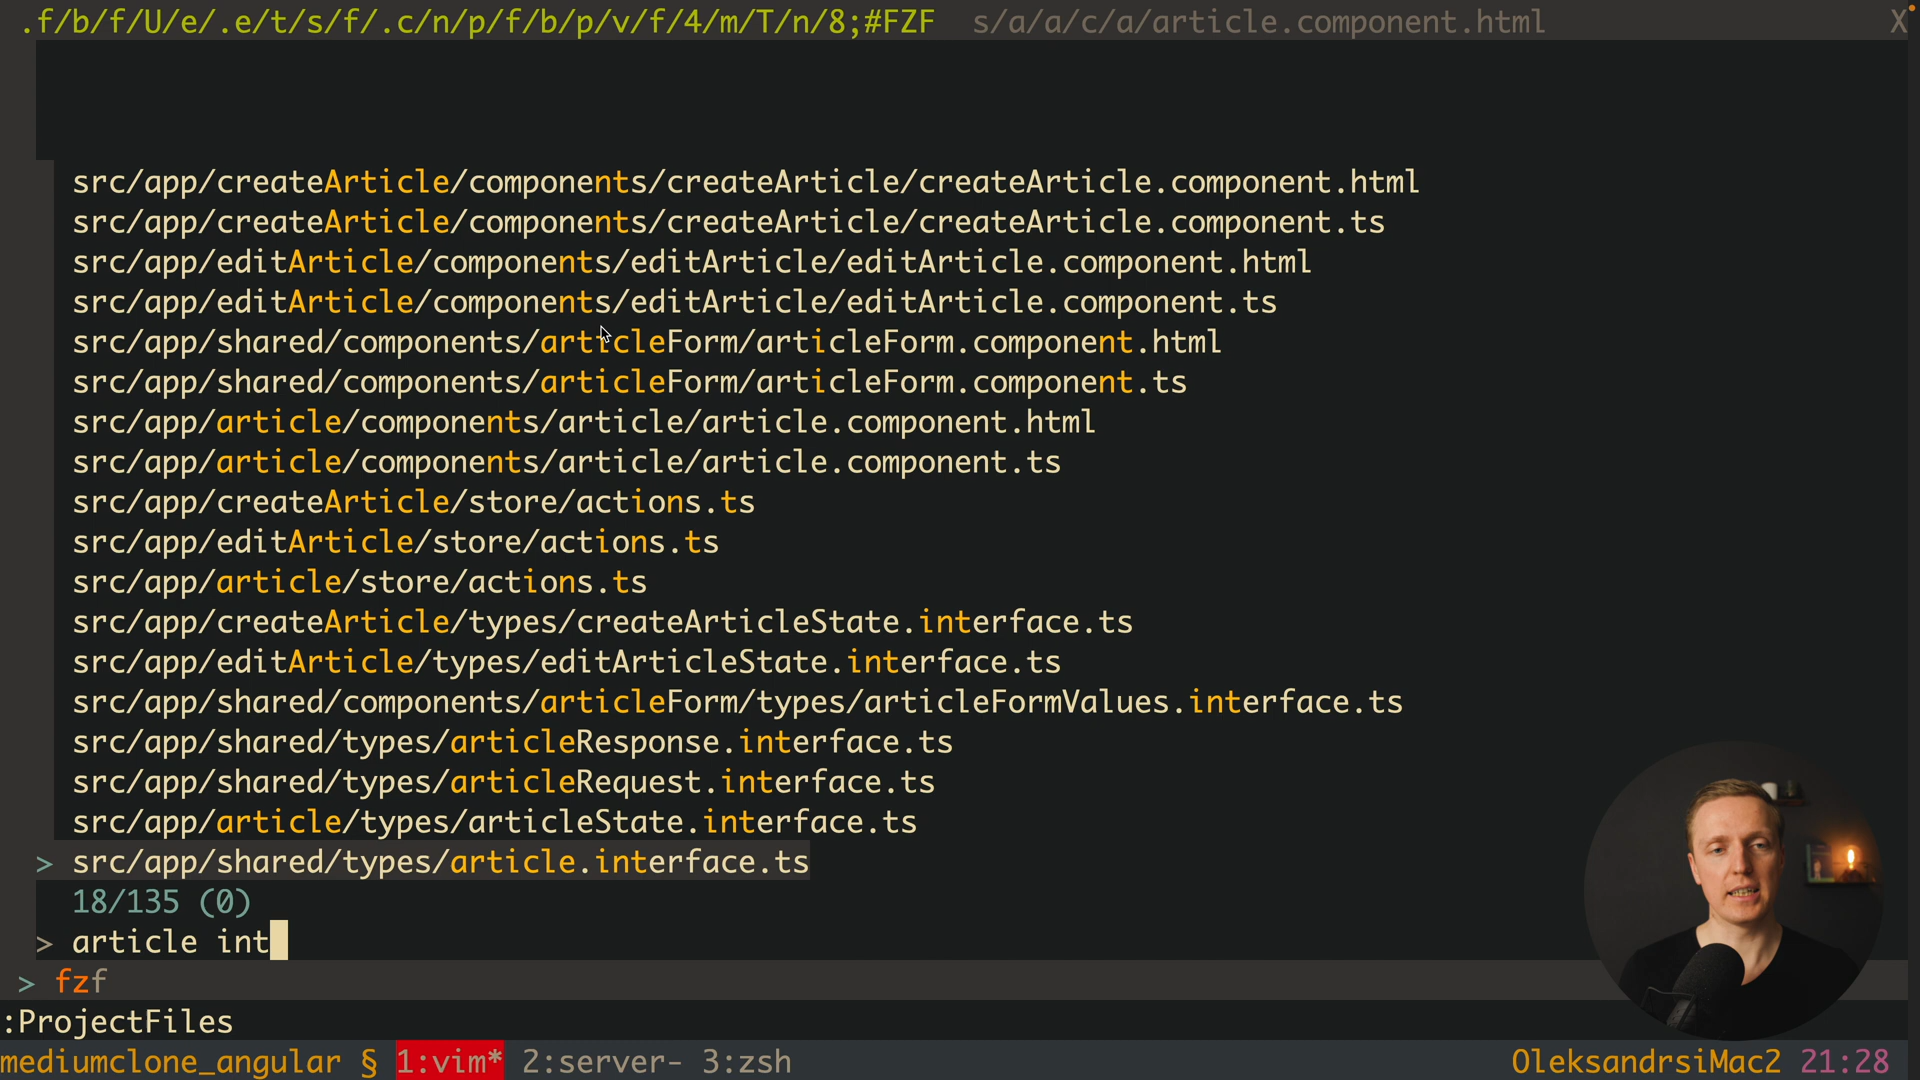 .f/b/f/U/e/.e/t/s/f/.c/n/p/f/b/p/v/f/4/m/T/n/8;#FZF s/a/a/c/a/article.component.html X
src/app/createArticle/components/createArticle/createArticle.component.html
src/app/createArticle/components/createArticle/createArticle.component.ts
src/app/editArticle/components/editArticle/editArticle.component.html
src/app/editArticle/components/editArticle/editArticle.component.ts
src/app/shared/components/articleForm/articleForm.component.html
src/app/shared/components/articleForm/articleForm.component.ts
src/app/article/components/article/article.component.html
src/app/article/components/article/article.component.ts
src/app/createArticle/store/actions.ts
src/app/editArticle/store/actions.ts
src/app/article/store/actions.ts
src/app/createArticle/types/createArticleState.interface.ts
src/app/editArticle/types/editArticleState.interface.ts
src/app/shared/components/articleForm/types/articleFormValues.interface.ts
src/app/shared/types/articleResponse.interface.ts
src/app/shared/types/articleRequest.interface.ts
src/app/article/types/articleState.interface.ts
> src/app/shared/types/article.interface.ts
18/135 (0)
> article int
> fzf
:ProjectFiles
mediumclone_angular § 1:vim* 2:server- 3:zsh OleksandrsiMac2 21:28